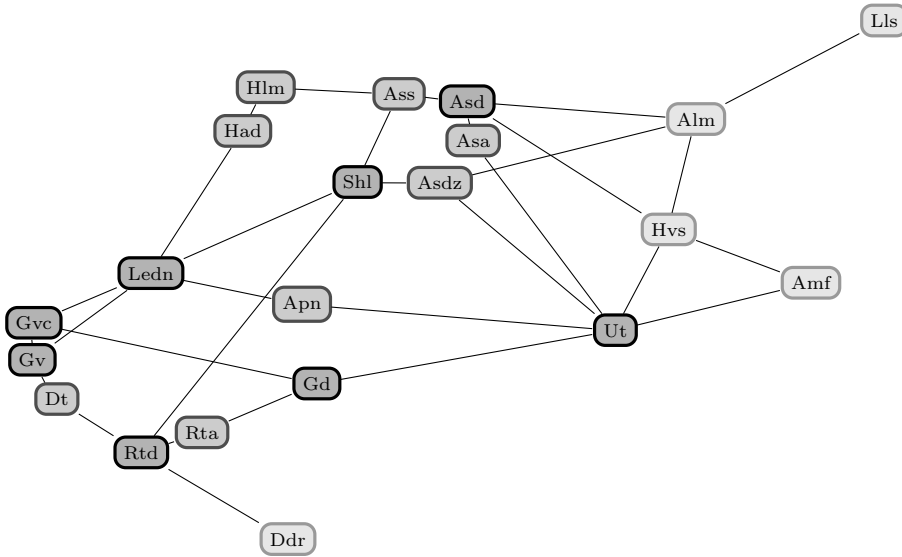 Lls
Hlm
Ass
Asd
Alm
Had
Asa
Shl
Asdz
Hvs
Ledn
Amf
Apn
Gvc
Ut
Gv
Gd
Dt
Rta
Rtd
Ddr